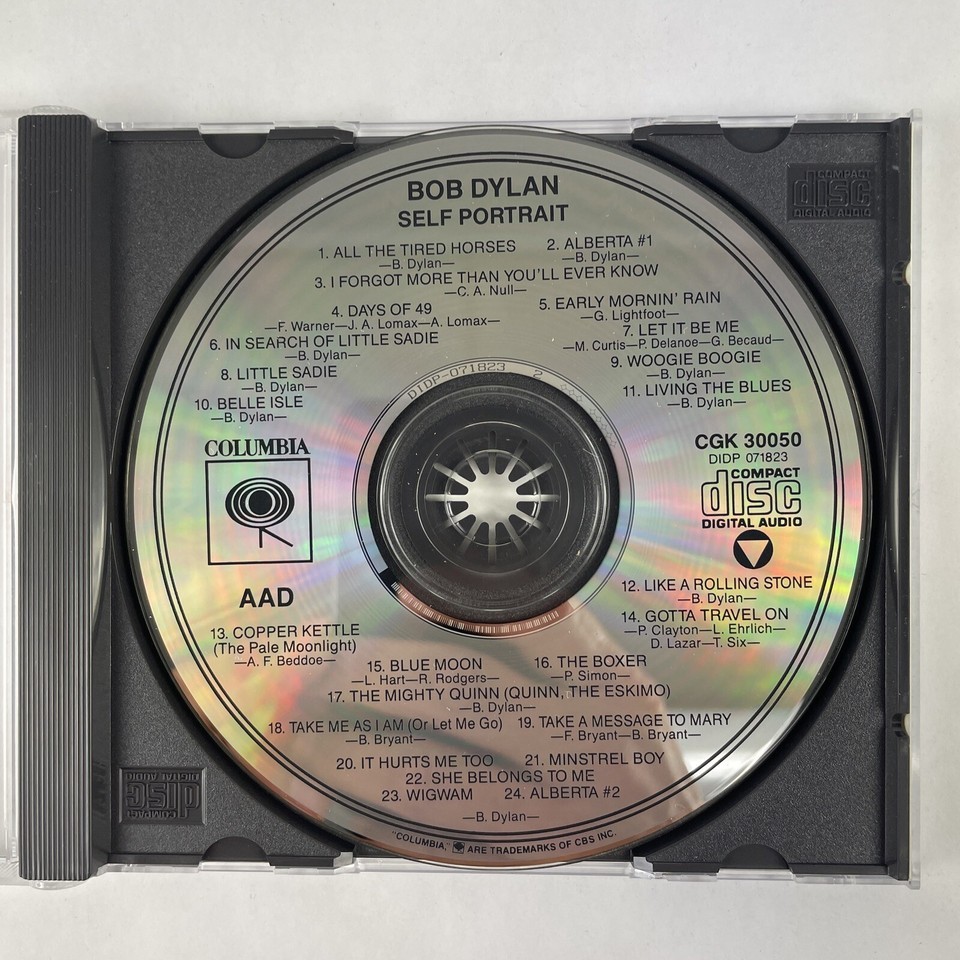 BOB DYLAN
SELF PORTRAIT
1. ALL THE TIRED HORSES 2. ALBERTA #1
—B. Dylan— —B. Dylan—
3. I FORGOT MORE THAN YOU'LL EVER KNOW
—C. A. Null—
4. DAYS OF 49 5. EARLY MORNIN' RAIN
—F. Warner—J. A. Lomax—A. Lomax— —G. Lightfoot—
6. IN SEARCH OF LITTLE SADIE 7. LET IT BE ME
—B. Dylan— —M. Curtis—P. Delanoe—G. Becaud—
8. LITTLE SADIE 9. WOOGIE BOOGIE
—B. Dylan— —B. Dylan—
10. BELLE ISLE 11. LIVING THE BLUES
—B. Dylan— —B. Dylan—
DIDP-071823 2
COLUMBIA
CGK 30050
DIDP 071823
COMPACT
disc
DIGITAL AUDIO
AAD
12. LIKE A ROLLING STONE
—B. Dylan—
13. COPPER KETTLE 14. GOTTA TRAVEL ON
(The Pale Moonlight) —P. Clayton—L. Ehrlich—
—A. F. Beddoe— D. Lazar—T. Six—
15. BLUE MOON 16. THE BOXER
—L. Hart—R. Rodgers— —P. Simon—
17. THE MIGHTY QUINN (QUINN, THE ESKIMO)
—B. Dylan—
18. TAKE ME AS I AM (Or Let Me Go) 19. TAKE A MESSAGE TO MARY
—B. Bryant— —F. Bryant—B. Bryant—
20. IT HURTS ME TOO 21. MINSTREL BOY
22. SHE BELONGS TO ME
23. WIGWAM 24. ALBERTA #2
—B. Dylan—
"COLUMBIA," ARE TRADEMARKS OF CBS INC.
COMPACT
disc
DIGITAL AUDIO
COMPACT
disc
DIGITAL AUDIO